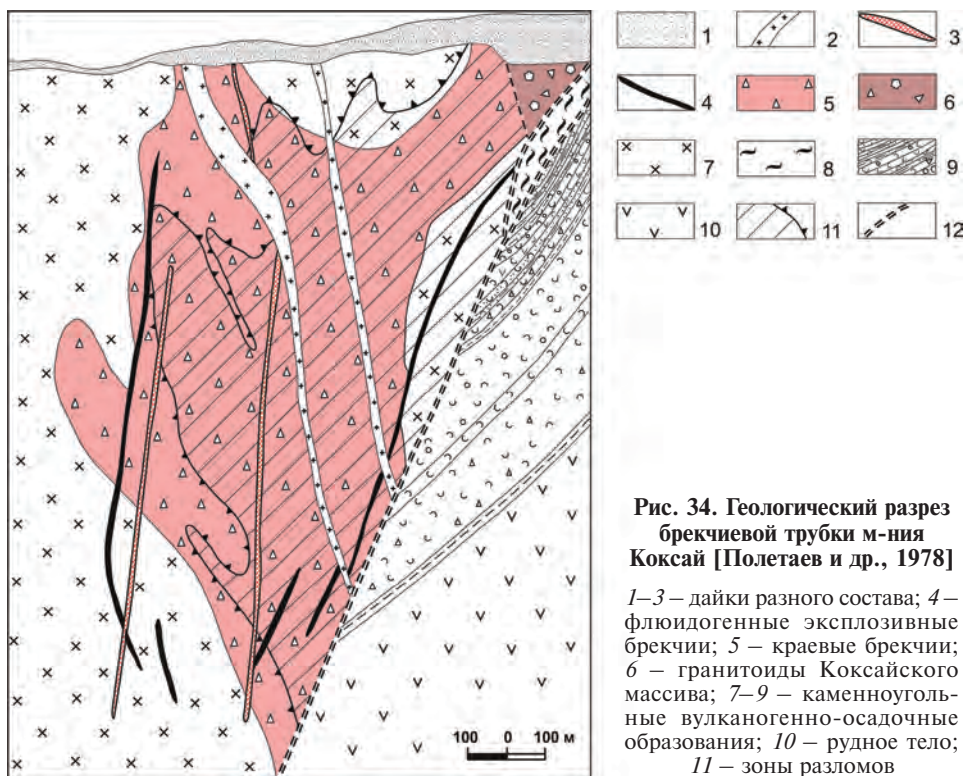 1
2
3
4
5
6
7
8
9
10
11
12
100 0 100 м
Рис. 34. Геологический разрез
брекчиевой трубки м-ния
Коксай [Полетаев и др., 1978]
1–3 – дайки разного состава; 4 –
флюидогенные эксплозивные
брекчии; 5 – краевые брекчии;
6 – гранитоиды Коксайского
массива; 7–9 – каменноуголь-
ные вулканогенно-осадочные
образования; 10 – рудное тело;
11 – зоны разломов